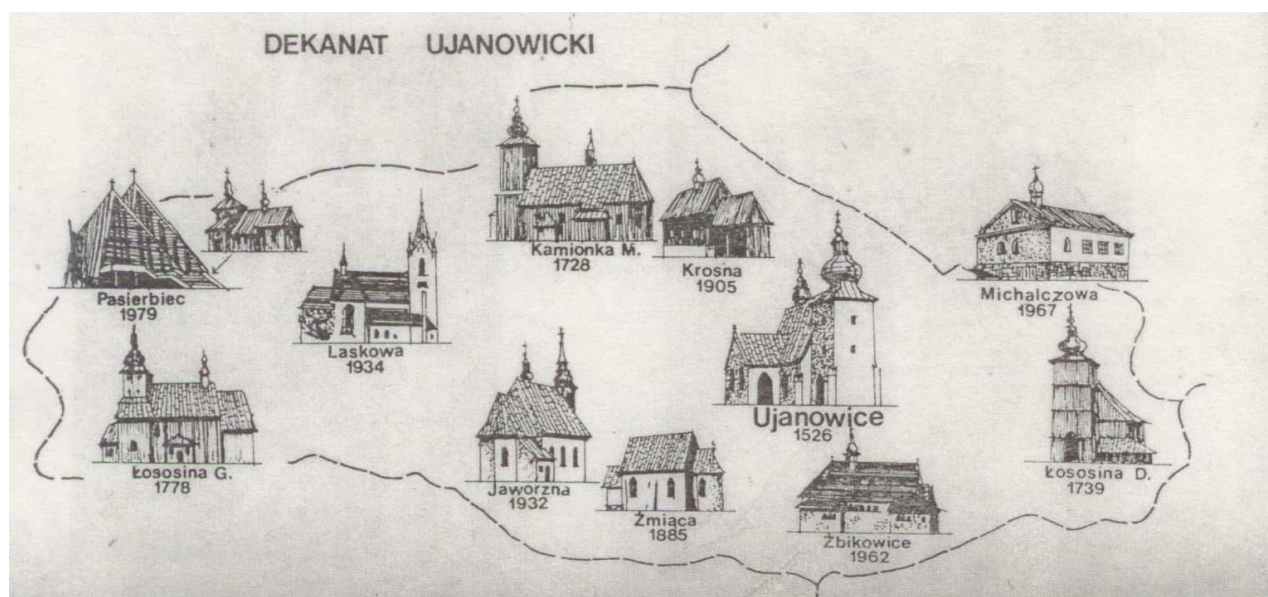 DEKANAT UJANOWICKI
Kamionka M.
1728
Krosna
1905
Pasierbiec
1979
Michalczowa
1967
Laskowa
1934
Ujanowice
1526
Łososina G.
1778
Jaworzna
1932
Żmiąca
1885
Żbikowice
1962
Łososina D.
1739